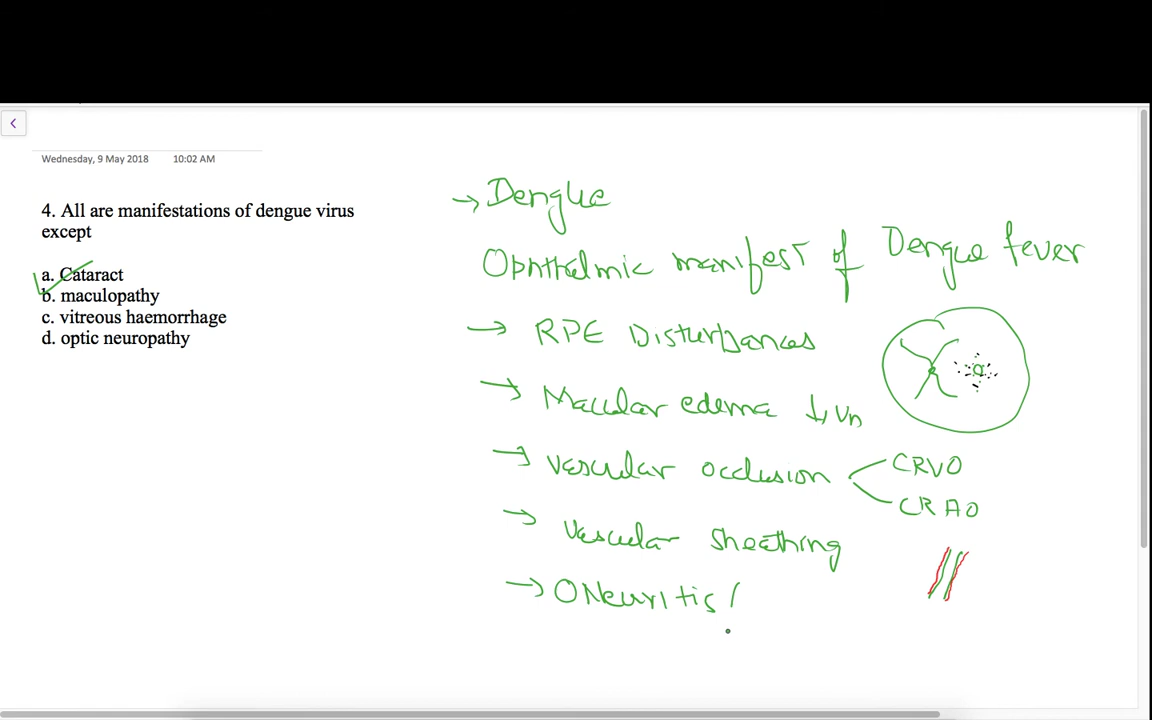 Wednesday, 9 May 2018 10:02 AM
4. All are manifestations of dengue virus
except
a. Cataract
b. maculopathy
c. vitreous haemorrhage
d. optic neuropathy
→ Dengue
Ophthalmic manifest of Dengue fever
→ RPE Disturbances
→ Macular edema ↓ Vn
→ Vascular occlusion CRVO
CRAO
→ Vascular Sheathing
→ ONeuritis /